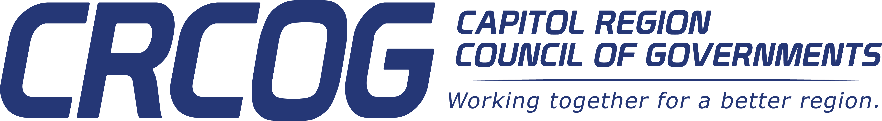 CRCOG
CAPITOL REGION
COUNCIL OF GOVERNMENTS
Working together for a better region.